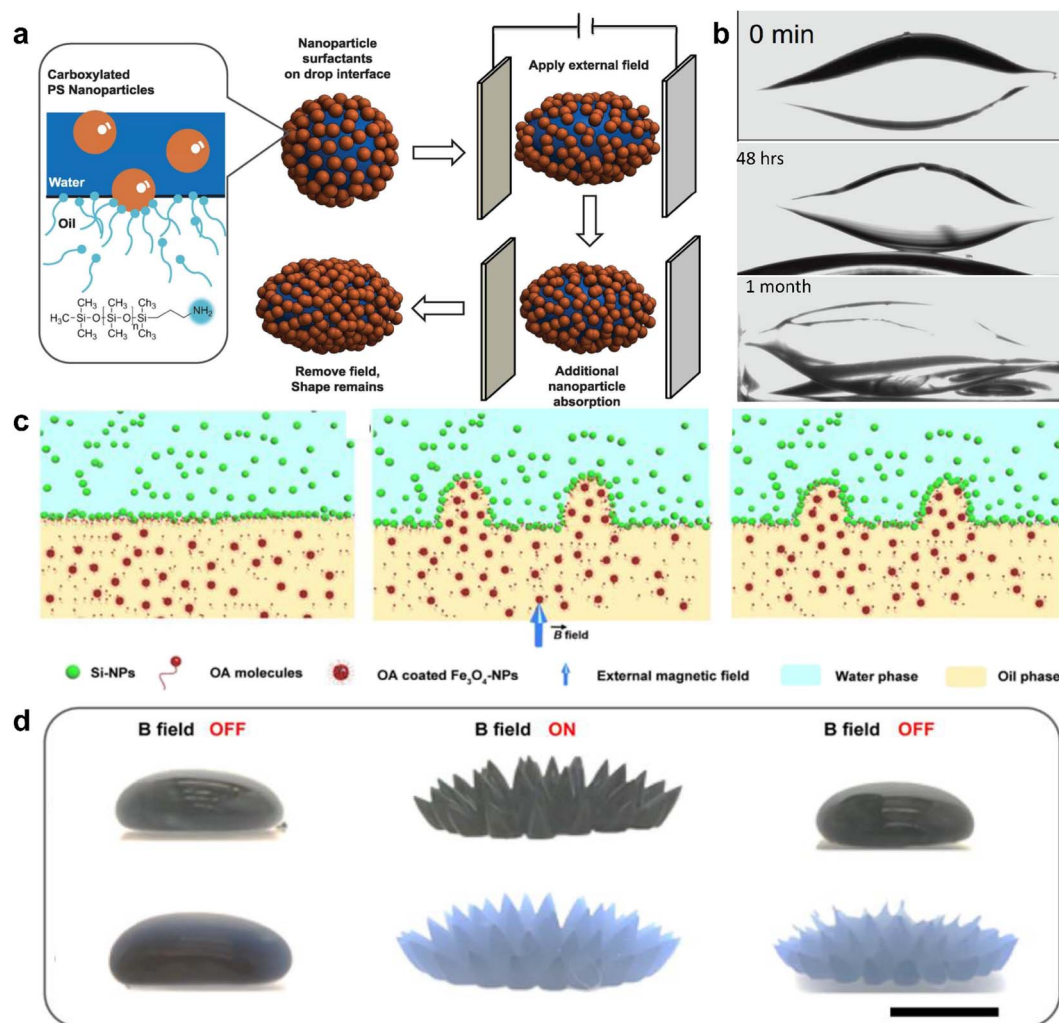 a
Carboxylated
PS Nanoparticles
Water
Oil
CH₃ CH₃ Ch₃
H₃C-Si-O-Si-O-Si NH₂
CH₃ CH₃ n Ch₃
Nanoparticle
surfactants
on drop interface
Apply external field
Additional
nanoparticle
absorption
Remove field,
Shape remains
b
0 min
48 hrs
1 month
c
B field
Si-NPs
OA molecules
OA coated Fe₃O₄-NPs
External magnetic field
Water phase
Oil phase
d
B field OFF
B field ON
B field OFF